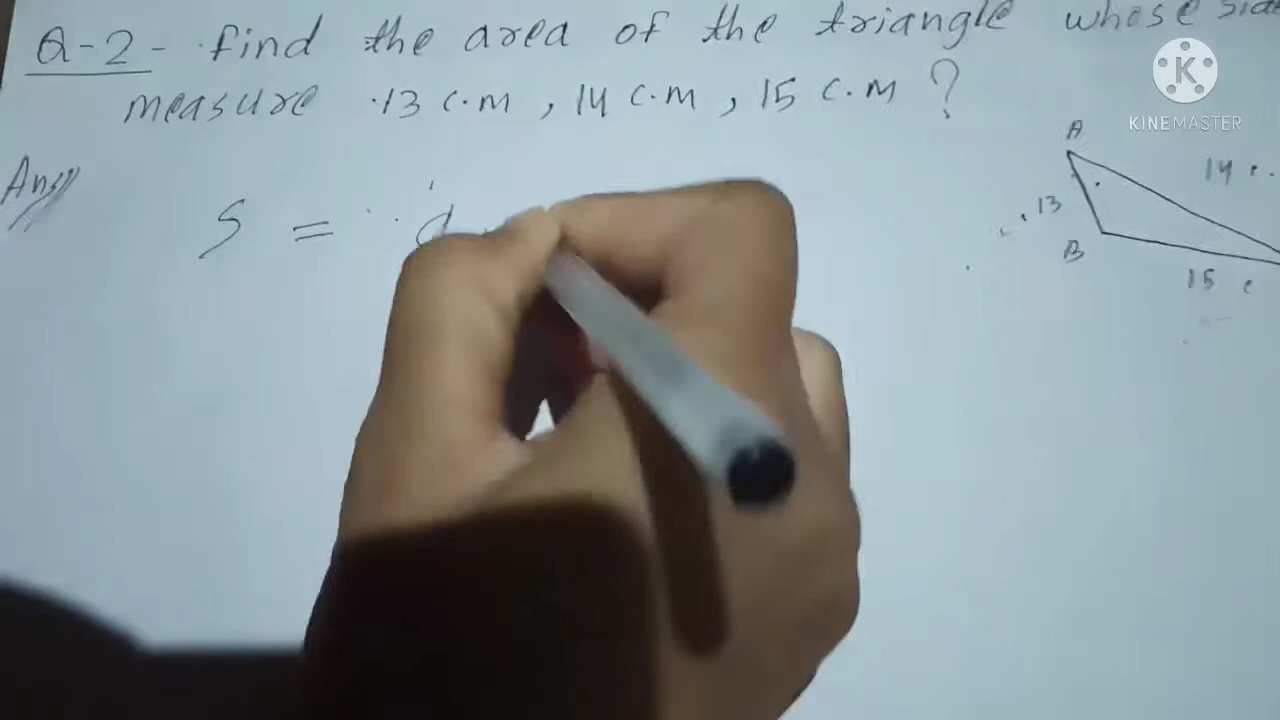 Q-2- find the area of the triangle whose
measure 13 c.m , 14 c.m , 15 c.m ?
K
KINEMASTER
A
14 c.
Ans
13
S =
B
15 c